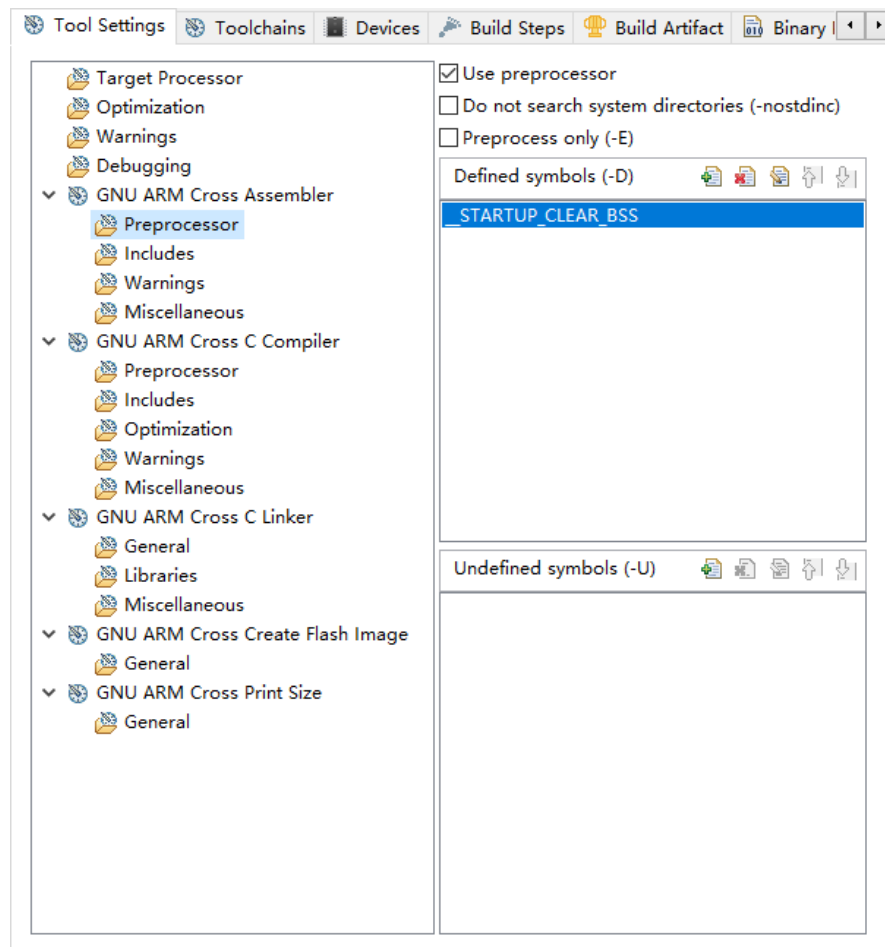 Tool Settings
Toolchains
Devices
Build Steps
Build Artifact
Binary
Target Processor
Optimization
Warnings
Debugging
GNU ARM Cross Assembler
Preprocessor
Includes
Warnings
Miscellaneous
GNU ARM Cross C Compiler
Preprocessor
Includes
Optimization
Warnings
Miscellaneous
GNU ARM Cross C Linker
General
Libraries
Miscellaneous
GNU ARM Cross Create Flash Image
General
GNU ARM Cross Print Size
General
Use preprocessor
Do not search system directories (-nostdinc)
Preprocess only (-E)
Defined symbols (-D)
__STARTUP_CLEAR_BSS
Undefined symbols (-U)